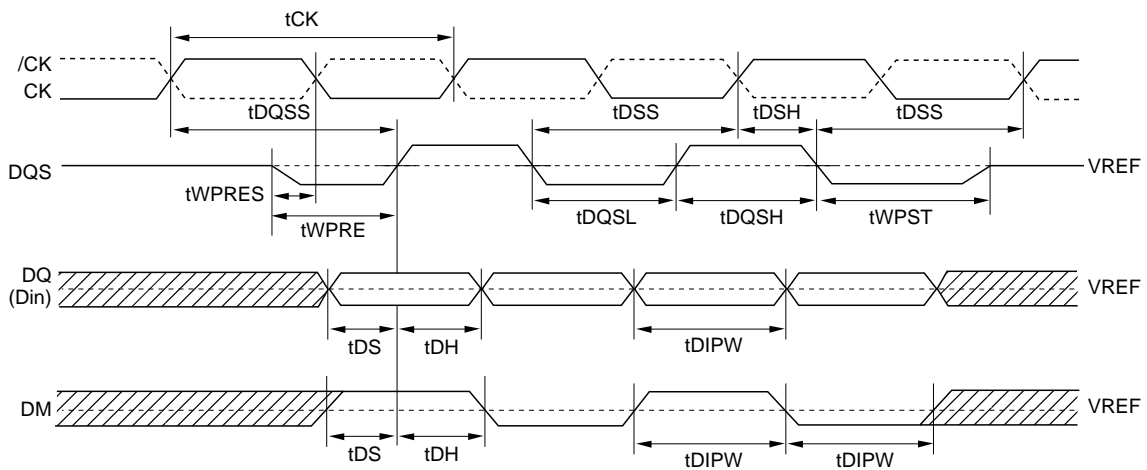 tCK
/CK
CK
tDQSS
tDSS
tDSH
tDSS
DQS
VREF
tWPRES
tWPRE
tDQSL
tDQSH
tWPST
DQ
(Din)
VREF
tDS
tDH
tDIPW
DM
VREF
tDS
tDH
tDIPW
tDIPW